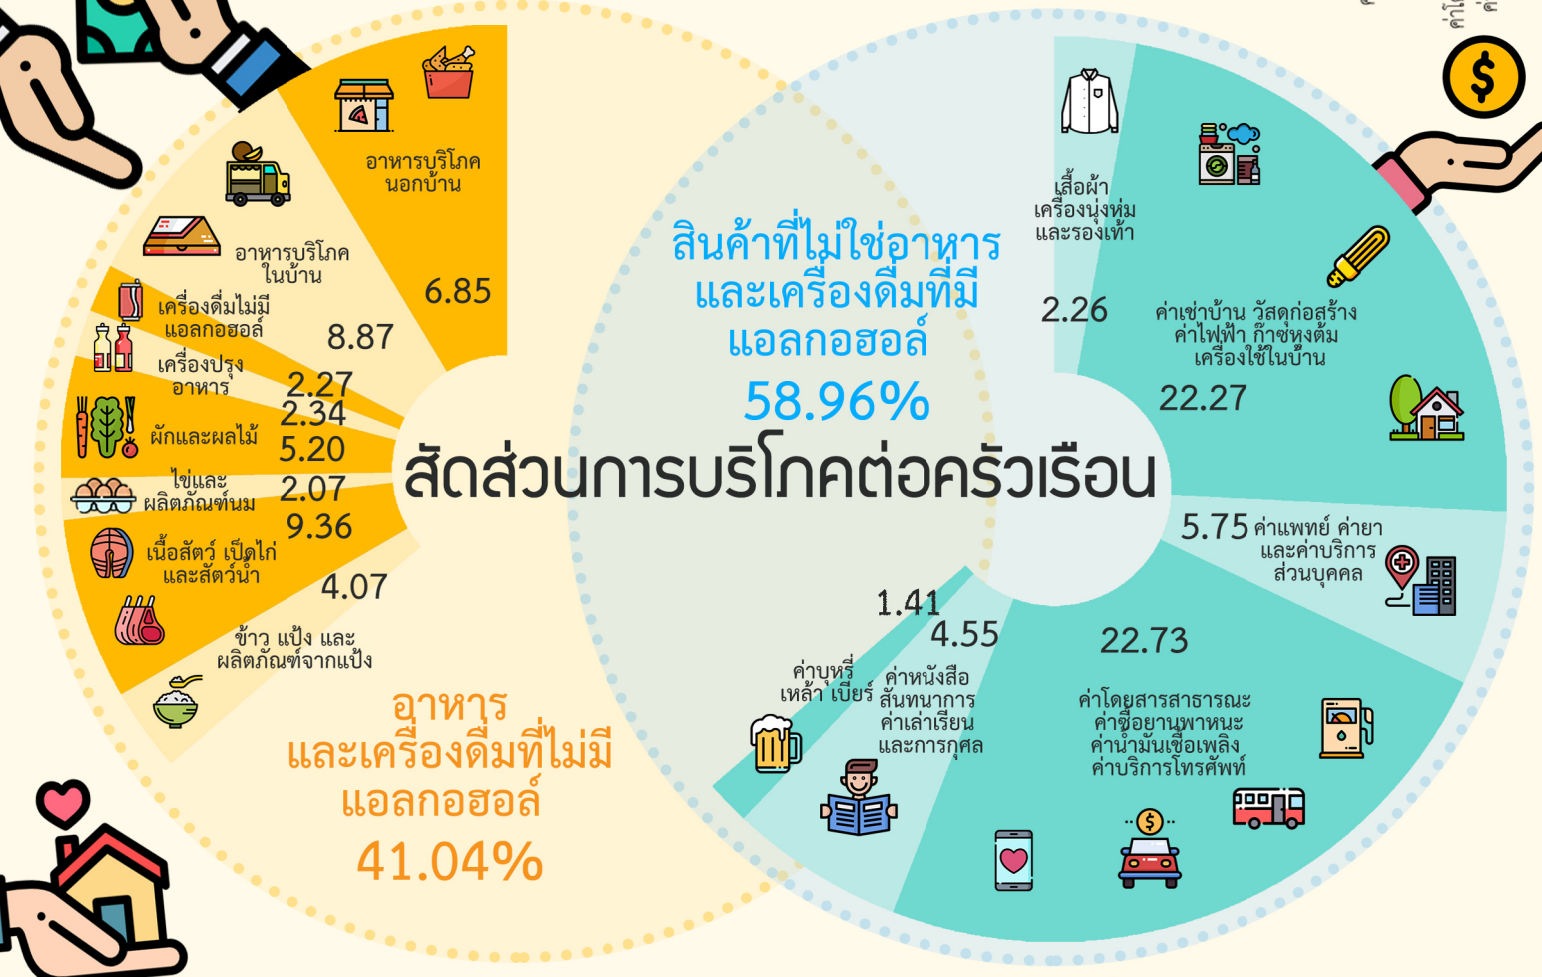 สัดส่วนการบริโภคต่อครัวเรือน
อาหารบริโภค
นอกบ้าน
6.85
อาหารบริโภค
ในบ้าน
8.87
เครื่องดื่มไม่มี
แอลกอฮอล์
2.27
เครื่องปรุง
อาหาร
2.34
ผักและผลไม้
5.20
ไข่และ
ผลิตภัณฑ์นม
2.07
เนื้อสัตว์ เป็ดไก่
และสัตว์น้ำ
9.36
ข้าว แป้ง และ
ผลิตภัณฑ์จากแป้ง
4.07
อาหาร
และเครื่องดื่มที่ไม่มี
แอลกอฮอล์
41.04%
สินค้าที่ไม่ใช่อาหาร
และเครื่องดื่มที่มี
แอลกอฮอล์
58.96%
เสื้อผ้า
เครื่องนุ่งห่ม
และรองเท้า
2.26
ค่าเช่าบ้าน วัสดุก่อสร้าง
ค่าไฟฟ้า ก๊าซหุงต้ม
เครื่องใช้ในบ้าน
22.27
5.75 ค่าแพทย์ ค่ายา
และค่าบริการ
ส่วนบุคคล
22.73
ค่าโดยสารสาธารณะ
ค่าซื้อยานพาหนะ
ค่าน้ำมันเชื้อเพลิง
ค่าบริการโทรศัพท์
4.55
ค่าหนังสือ
สันทนาการ
ค่าเล่าเรียน
และการกุศล
1.41
ค่าบุหรี่
เหล้า เบียร์